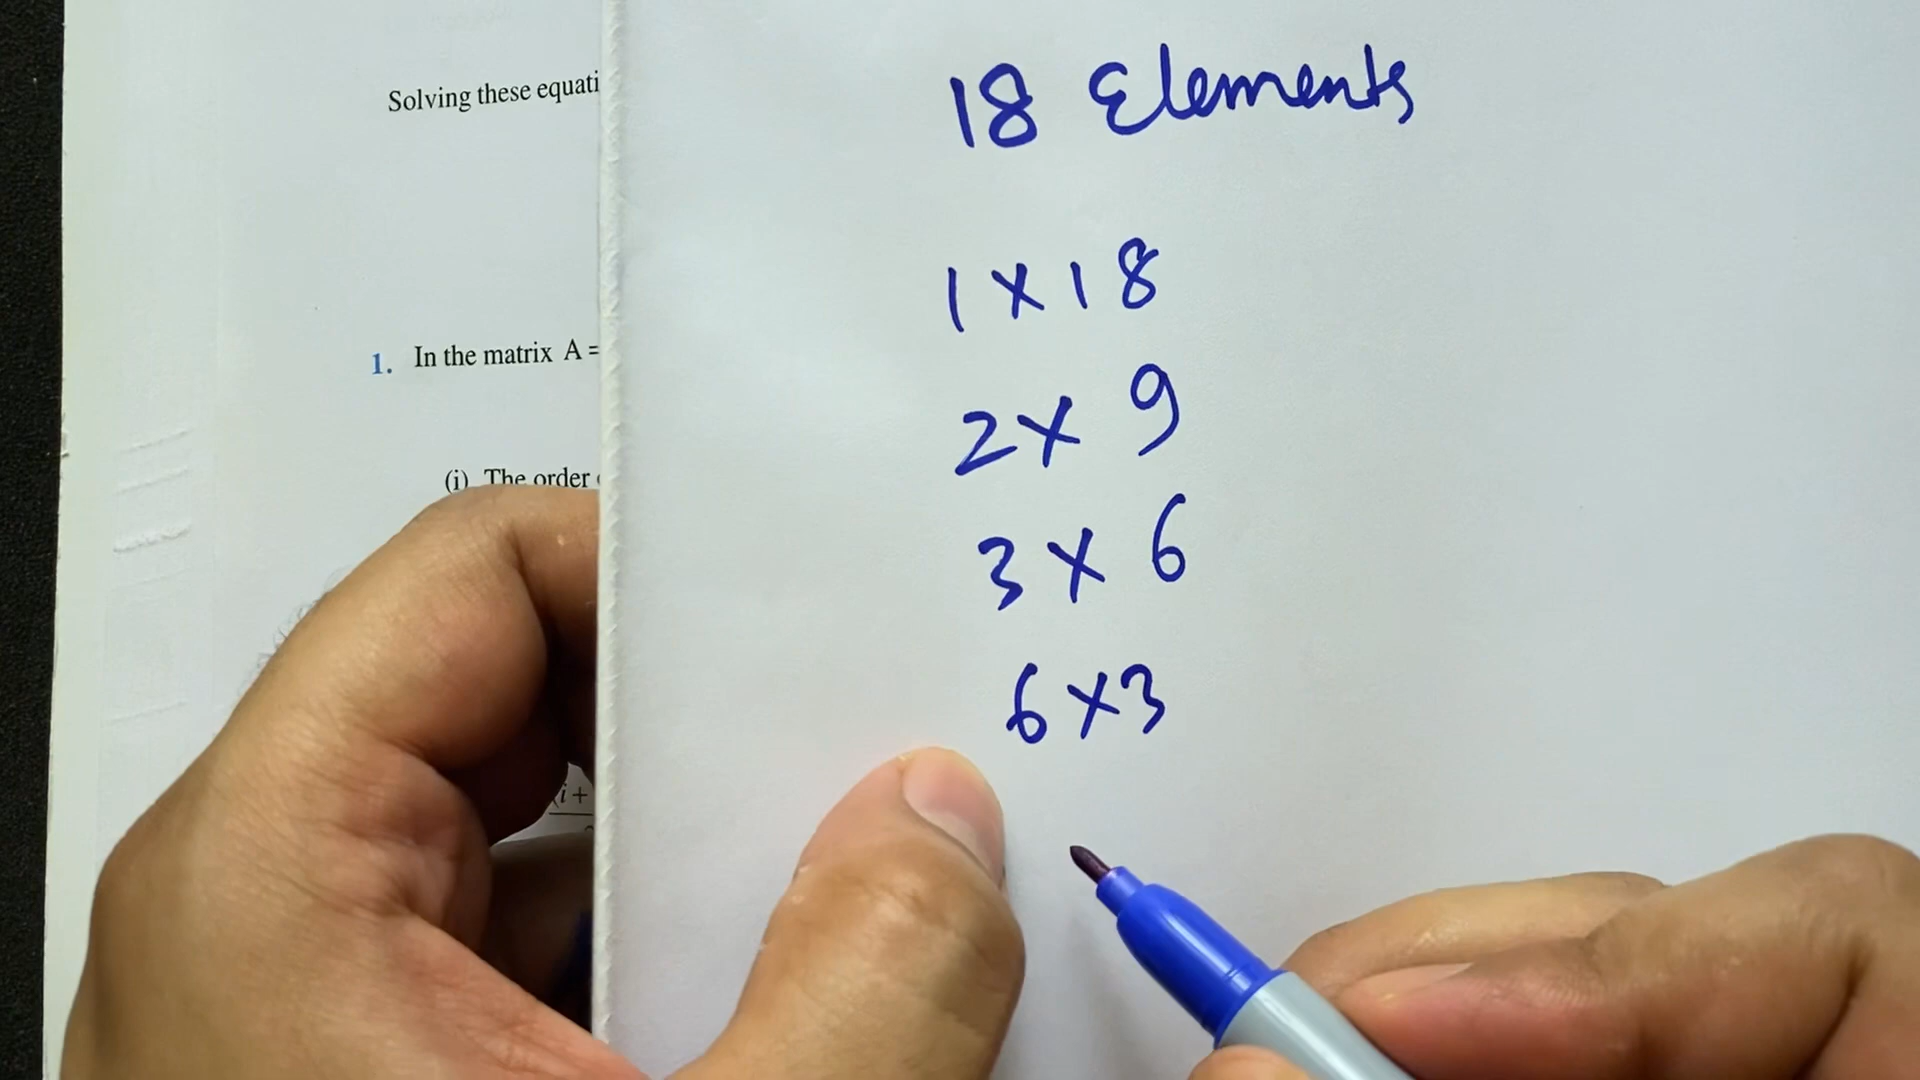 Solving these equati
1. In the matrix A =
(i) The order
(i +
18 Elements
1 x 18
2 x 9
3 x 6
6 x 3